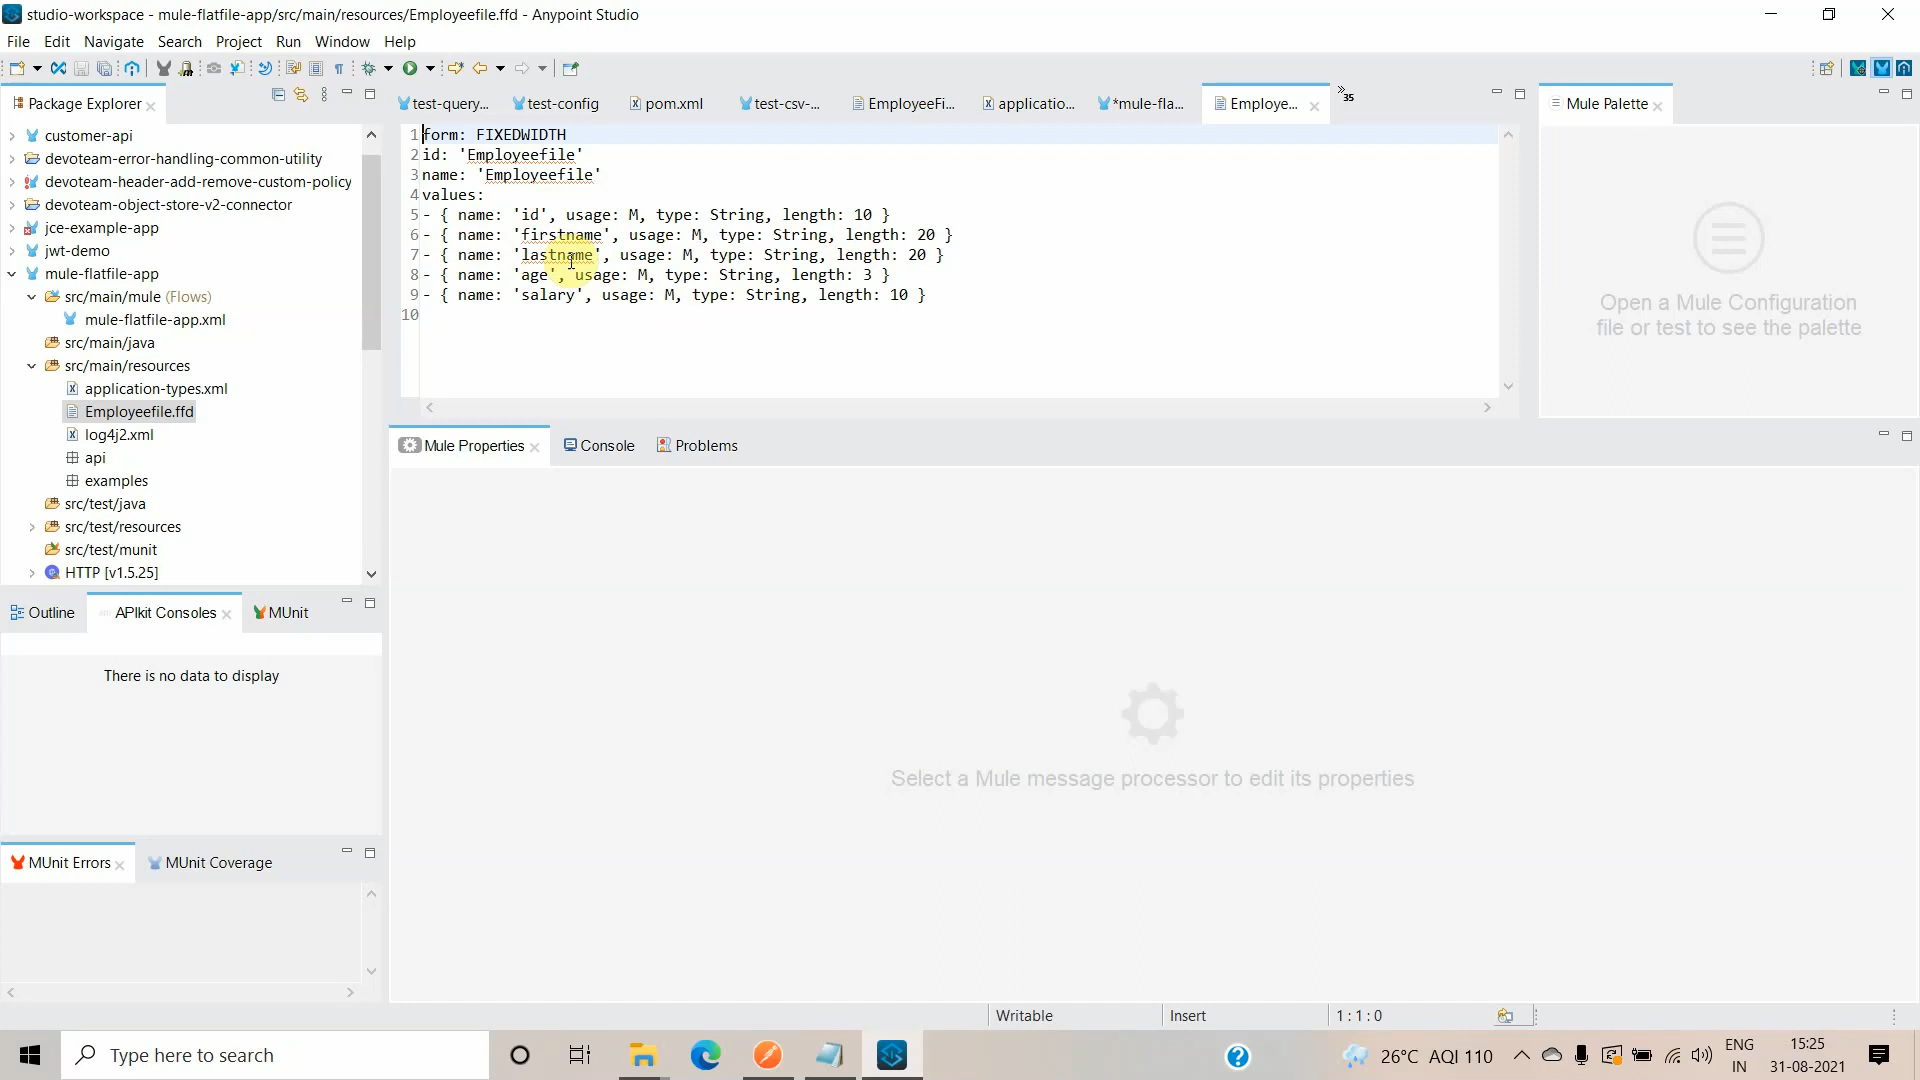 studio-workspace - mule-flatfile-app/src/main/resources/Employeefile.ffd - Anypoint Studio
File Edit Navigate Search Project Run Window Help
Package Explorer
test-query...
test-config
pom.xml
test-csv-...
EmployeeFi...
applicatio...
*mule-fla...
Employe...
35
Mule Palette
customer-api
devoteam-error-handling-common-utility
devoteam-header-add-remove-custom-policy
devoteam-object-store-v2-connector
jce-example-app
jwt-demo
mule-flatfile-app
src/main/mule (Flows)
mule-flatfile-app.xml
src/main/java
src/main/resources
application-types.xml
Employeefile.ffd
log4j2.xml
api
examples
src/test/java
src/test/resources
src/test/munit
HTTP [v1.5.25]
1 form: FIXEDWIDTH
2 id: 'Employeefile'
3 name: 'Employeefile'
4 values:
5 - { name: 'id', usage: M, type: String, length: 10 }
6 - { name: 'firstname', usage: M, type: String, length: 20 }
7 - { name: 'lastname', usage: M, type: String, length: 20 }
8 - { name: 'age', usage: M, type: String, length: 3 }
9 - { name: 'salary', usage: M, type: String, length: 10 }
10
Open a Mule Configuration
file or test to see the palette
Mule Properties
Console
Problems
Select a Mule message processor to edit its properties
Outline
APIkit Consoles
MUnit
There is no data to display
MUnit Errors
MUnit Coverage
Writable
Insert
1 : 1 : 0
Type here to search
26°C AQI 110
ENG
IN
15:25
31-08-2021